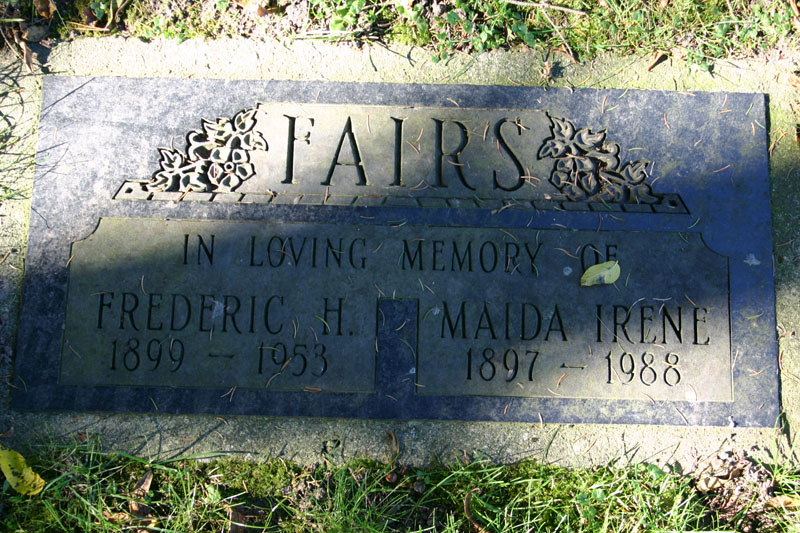 FAIRS
IN LOVING MEMORY OF
FREDERIC H.
1899 – 1953
MAIDA IRENE
1897 – 1988